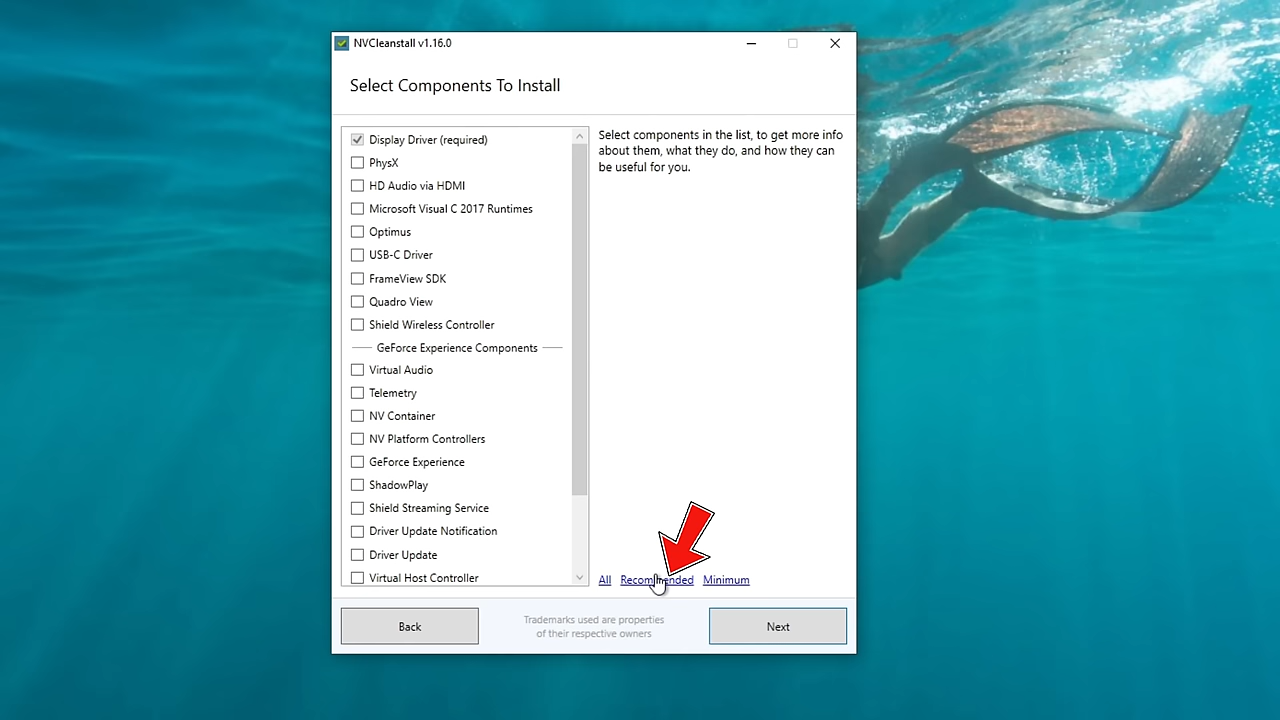 NVCleanstall v1.16.0
Select Components To Install
Display Driver (required)
PhysX
HD Audio via HDMI
Microsoft Visual C 2017 Runtimes
Optimus
USB-C Driver
FrameView SDK
Quadro View
Shield Wireless Controller
GeForce Experience Components
Virtual Audio
Telemetry
NV Container
NV Platform Controllers
GeForce Experience
ShadowPlay
Shield Streaming Service
Driver Update Notification
Driver Update
Virtual Host Controller
Select components in the list, to get more info
about them, what they do, and how they can
be useful for you.
All Recommended Minimum
Back
Trademarks used are properties
of their respective owners
Next